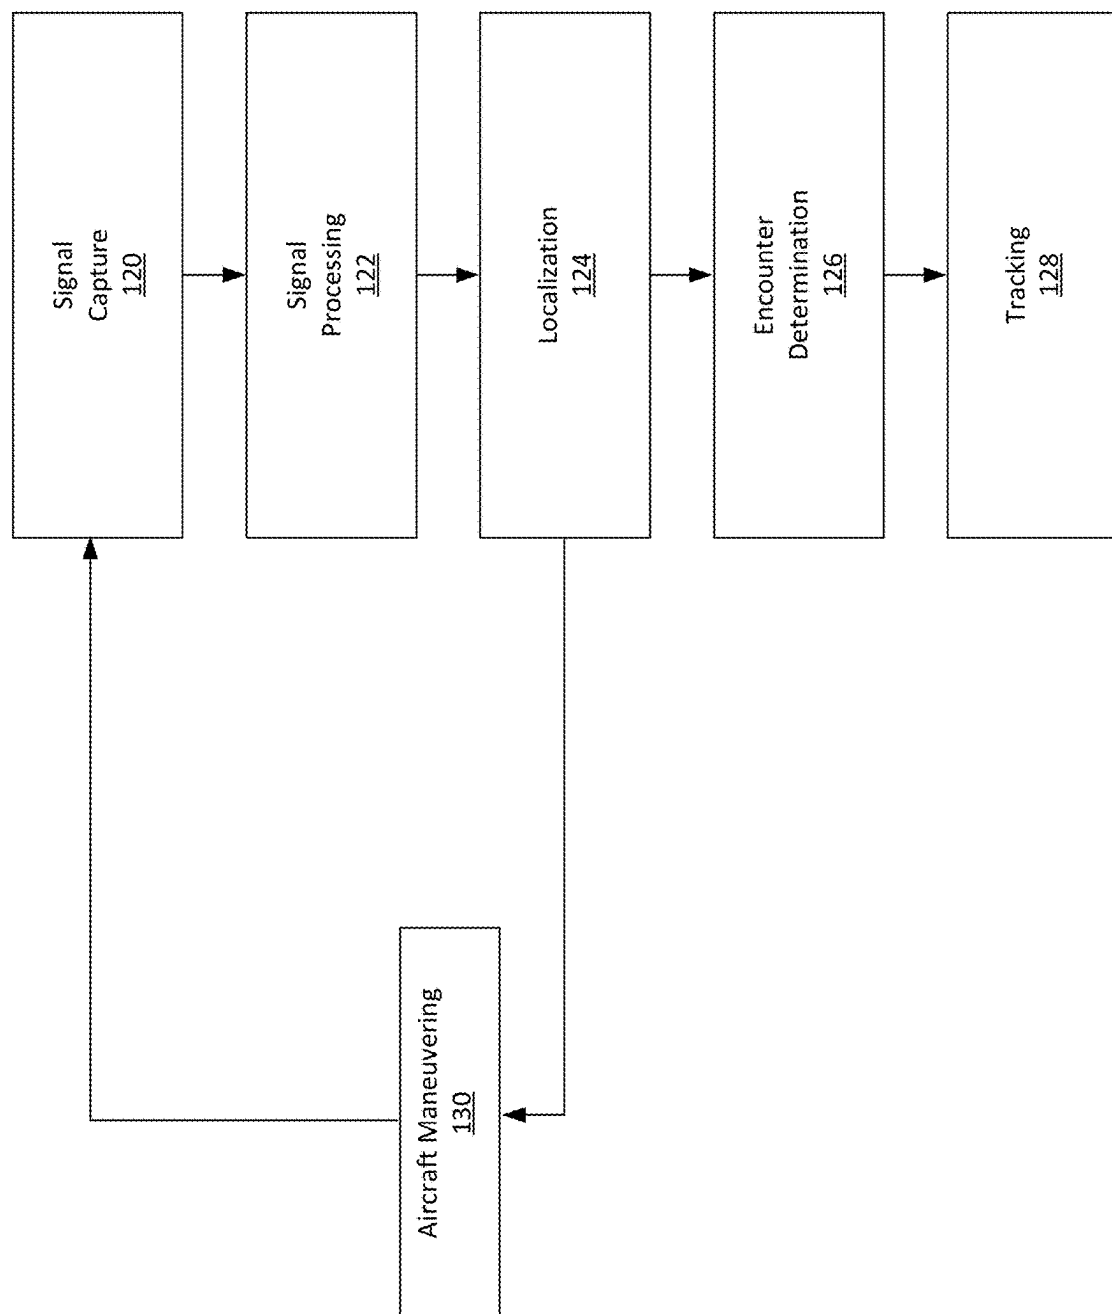 Signal
Capture
120
Signal
Processing
122
Localization
124
Encounter
Determination
126
Tracking
128
Aircraft Maneuvering
130